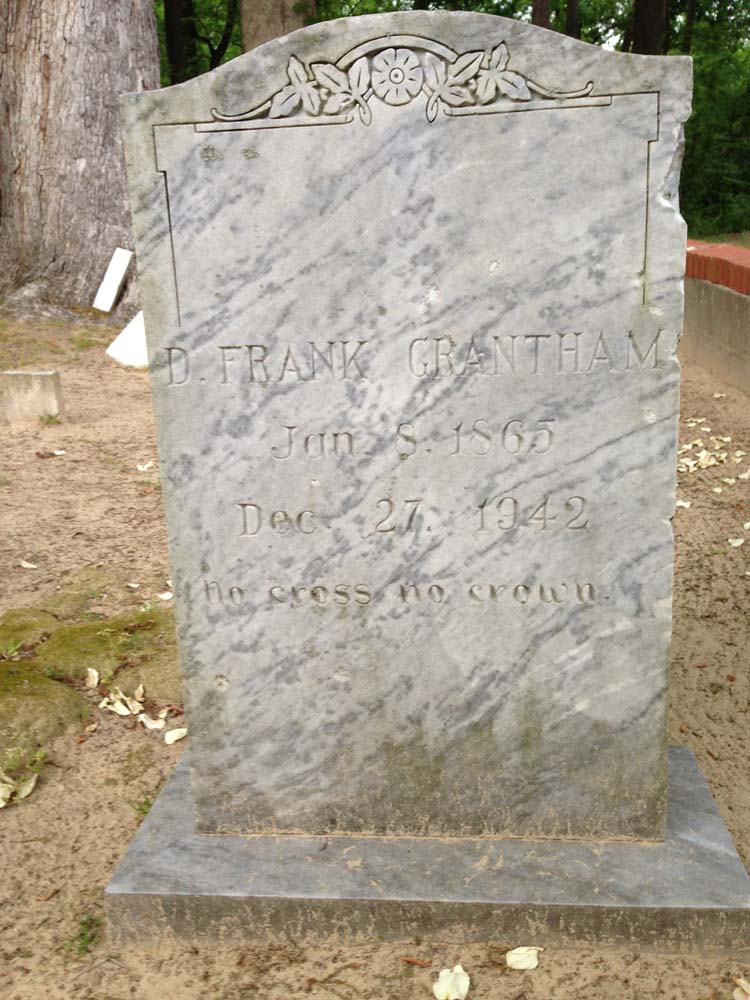 D. FRANK GRANTHAM
Jan. 8. 1865
Dec. 27. 1942
no cross no crown.